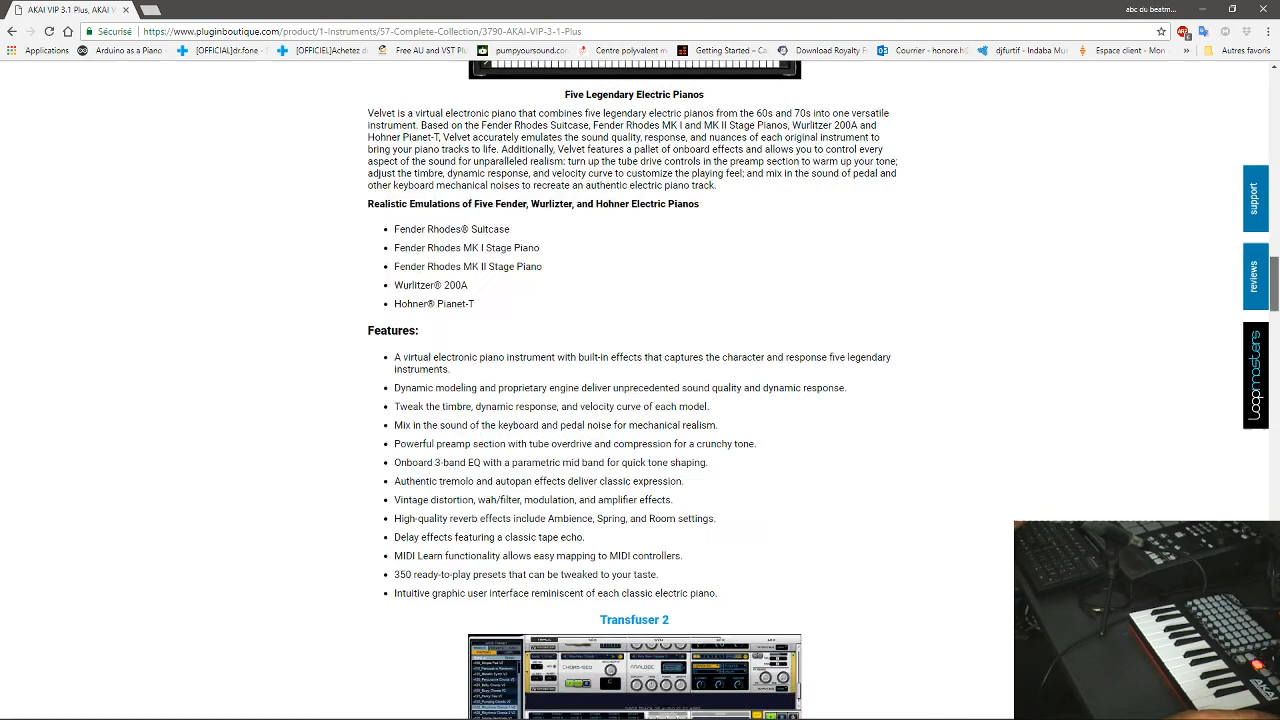 AKAI VIP 3.1 Plus, AKAI V
abc du beatm...
Sécurisé
https://www.pluginboutique.com/product/1-Instruments/57-Complete-Collection/3790-AKAI-VIP-3-1-Plus
Applications
Arduino as a Piano
[OFFICIEL]dr.fone - E
[OFFICIEL]Achetez d
Free AU and VST Plu
pumpyoursound.com
Centre polyvalent m
Getting Started – Ca
Download Royalty F
Courrier - honore.hS
djfurtif - Indaba Mus
Espace client - Mon
Autres favoris
Five Legendary Electric Pianos
Velvet is a virtual electronic piano that combines five legendary electric pianos from the 60s and 70s into one versatile
instrument. Based on the Fender Rhodes Suitcase, Fender Rhodes MK I and MK II Stage Pianos, Wurlitzer 200A and
Hohner Planet-T, Velvet accurately emulates the sound quality, response, and nuances of each original instrument to
bring your piano tracks to life. Additionally, Velvet features a pallet of onboard effects and allows you to control every
aspect of the sound for unparalleled realism: turn up the tube drive controls in the preamp section to warm up your tone;
adjust the timbre, dynamic response, and velocity curve to customize the playing feel; and mix in the sound of pedal and
other keyboard mechanical noises to recreate an authentic electric piano track.
Realistic Emulations of Five Fender, Wurlizter, and Hohner Electric Pianos
Fender Rhodes® Suitcase
Fender Rhodes MK I Stage Piano
Fender Rhodes MK II Stage Piano
Wurlitzer® 200A
Hohner® Pianet-T
Features:
A virtual electronic piano instrument with built-in effects that captures the character and response five legendary
instruments.
Dynamic modeling and proprietary engine deliver unprecedented sound quality and dynamic response.
Tweak the timbre, dynamic response, and velocity curve of each model.
Mix in the sound of the keyboard and pedal noise for mechanical realism.
Powerful preamp section with tube overdrive and compression for a crunchy tone.
Onboard 3-band EQ with a parametric mid band for quick tone shaping.
Authentic tremolo and autopan effects deliver classic expression.
Vintage distortion, wah/filter, modulation, and amplifier effects.
High-quality reverb effects include Ambience, Spring, and Room settings.
Delay effects featuring a classic tape echo.
MIDI Learn functionality allows easy mapping to MIDI controllers.
350 ready-to-play presets that can be tweaked to your taste.
Intuitive graphic user interface reminiscent of each classic electric piano.
Transfuser 2
support
reviews
Loopmasters
AKAI